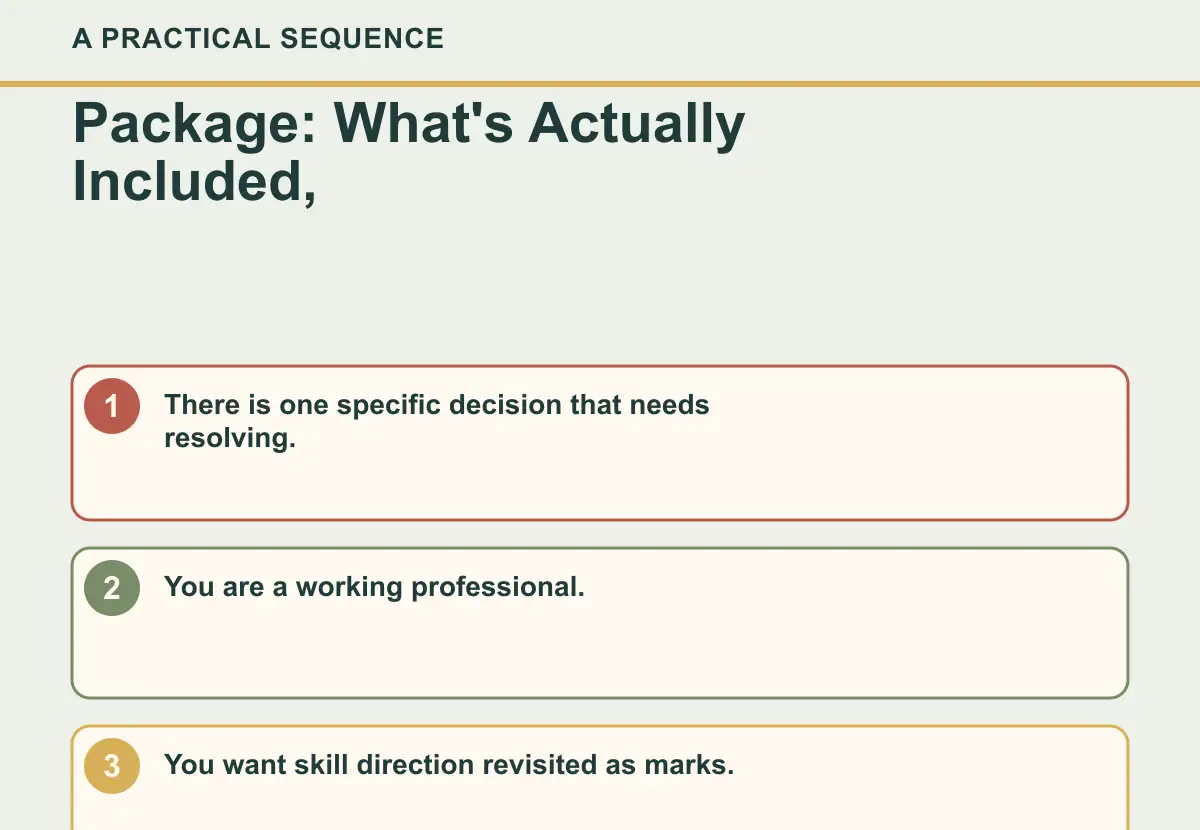 A PRACTICAL SEQUENCE
Package: What's Actually
Included,
1
There is one specific decision that needs
resolving.
2
You are a working professional.
3
You want skill direction revisited as marks.